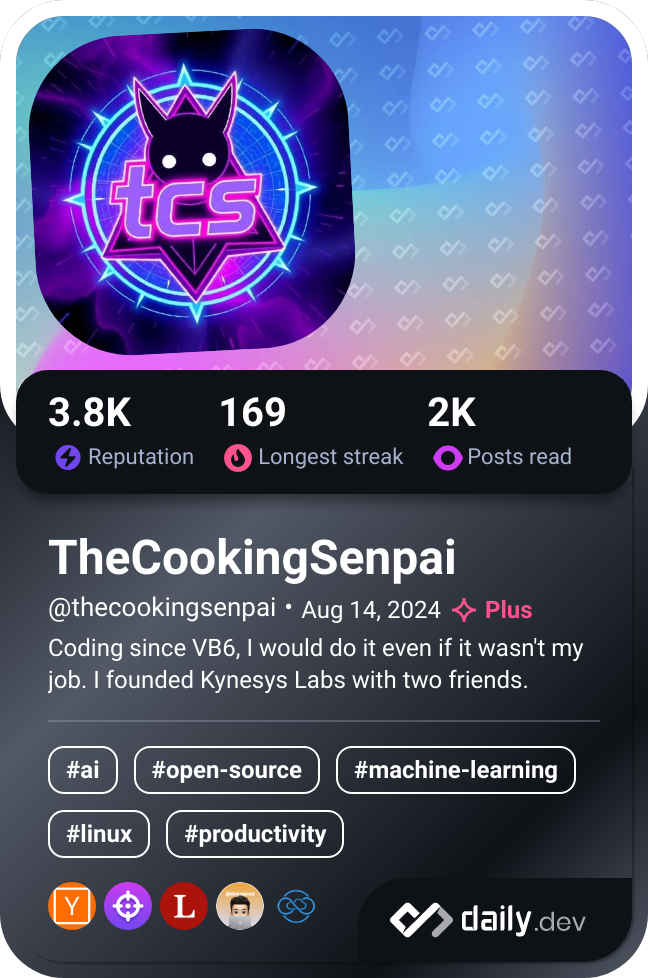 tcs
3.8K
169
2K
Reputation
Longest streak
Posts read
TheCookingSenpai
@thecookingsenpai • Aug 14, 2024 Plus
Coding since VB6, I would do it even if it wasn't my
job. I founded Kynesys Labs with two friends.
#ai
#open-source
#machine-learning
#linux
#productivity
Y
L
daily.dev